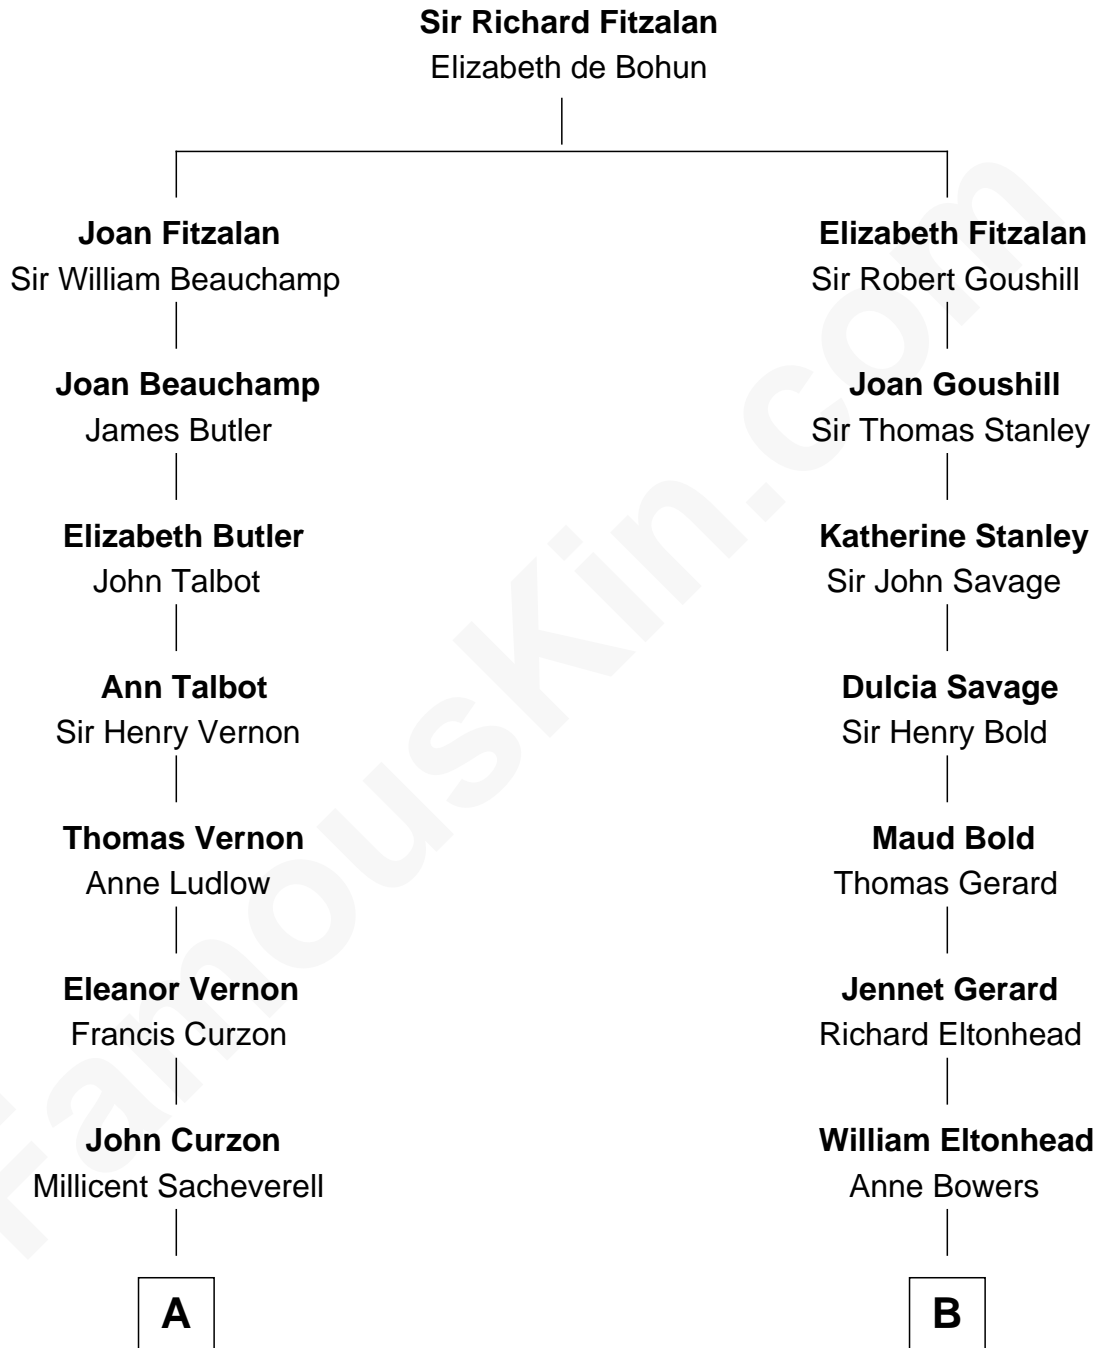 Sir Richard Fitzalan
Elizabeth de Bohun
Joan Fitzalan
Sir William Beauchamp
Elizabeth Fitzalan
Sir Robert Goushill
Joan Beauchamp
James Butler
Joan Goushill
Sir Thomas Stanley
Elizabeth Butler
John Talbot
Katherine Stanley
Sir John Savage
Ann Talbot
Sir Henry Vernon
Dulcia Savage
Sir Henry Bold
Thomas Vernon
Anne Ludlow
Maud Bold
Thomas Gerard
Eleanor Vernon
Francis Curzon
Jennet Gerard
Richard Eltonhead
John Curzon
Millicent Sacheverell
William Eltonhead
Anne Bowers
A
B
FamousKin.com